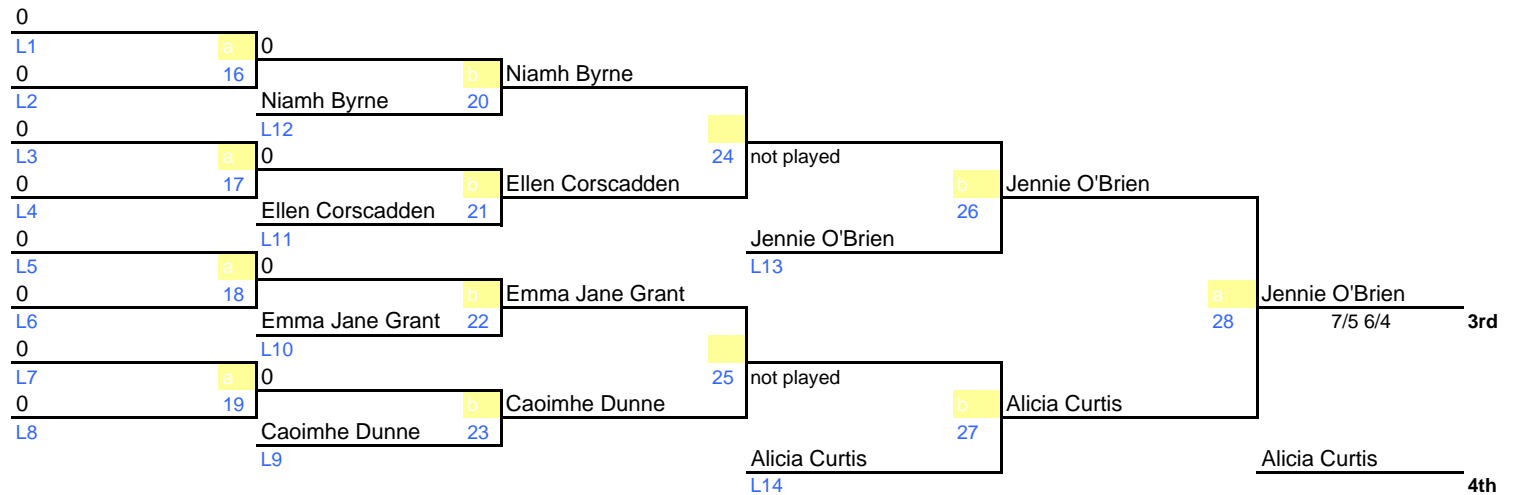 0
L1 a 0
0 16 b Niamh Byrne
L2 Niamh Byrne 20
0 L12
L3 a 0 24 not played
0 17 b Ellen Corscadden b Jennie O'Brien
L4 Ellen Corscadden 21 26
0 L11 Jennie O'Brien
L5 a 0 L13
0 18 b Emma Jane Grant a Jennie O'Brien
L6 Emma Jane Grant 22 28 7/5 6/4 3rd
0 L10
L7 a 0 25 not played
0 19 b Caoimhe Dunne b Alicia Curtis
L8 Caoimhe Dunne 23 27
L9 Alicia Curtis Alicia Curtis
L14 4th